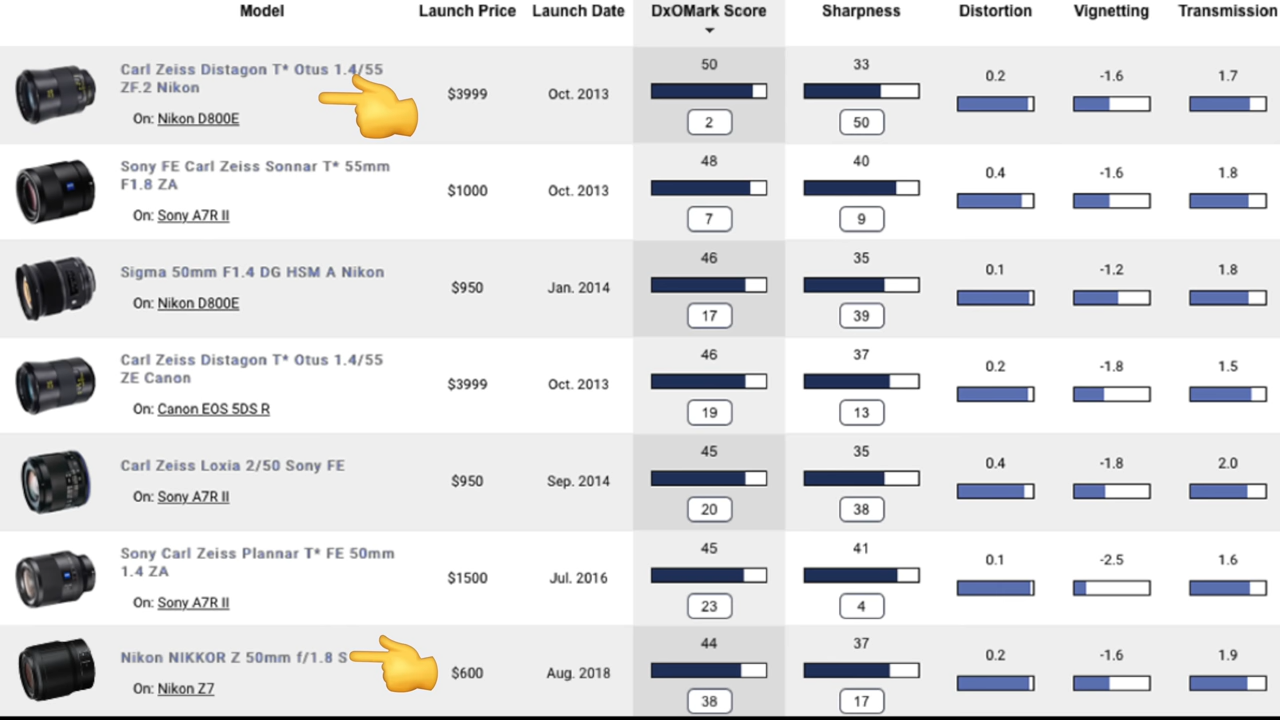 Model Launch Price Launch Date DxOMark Score Sharpness Distortion Vignetting Transmission
Carl Zeiss Distagon T* Otus 1.4/55
ZF.2 Nikon
On: Nikon D800E
$3999
Oct. 2013
50
2
33
50
0.2
-1.6
1.7
Sony FE Carl Zeiss Sonnar T* 55mm
F1.8 ZA
On: Sony A7R II
$1000
Oct. 2013
48
7
40
9
0.4
-1.6
1.8
Sigma 50mm F1.4 DG HSM A Nikon
On: Nikon D800E
$950
Jan. 2014
46
17
35
39
0.1
-1.2
1.8
Carl Zeiss Distagon T* Otus 1.4/55
ZE Canon
On: Canon EOS 5DS R
$3999
Oct. 2013
46
19
37
13
0.2
-1.8
1.5
Carl Zeiss Loxia 2/50 Sony FE
On: Sony A7R II
$950
Sep. 2014
45
20
35
38
0.4
-1.8
2.0
Sony Carl Zeiss Plannar T* FE 50mm
1.4 ZA
On: Sony A7R II
$1500
Jul. 2016
45
23
41
4
0.1
-2.5
1.6
Nikon NIKKOR Z 50mm f/1.8 S
On: Nikon Z7
$600
Aug. 2018
44
38
37
17
0.2
-1.6
1.9